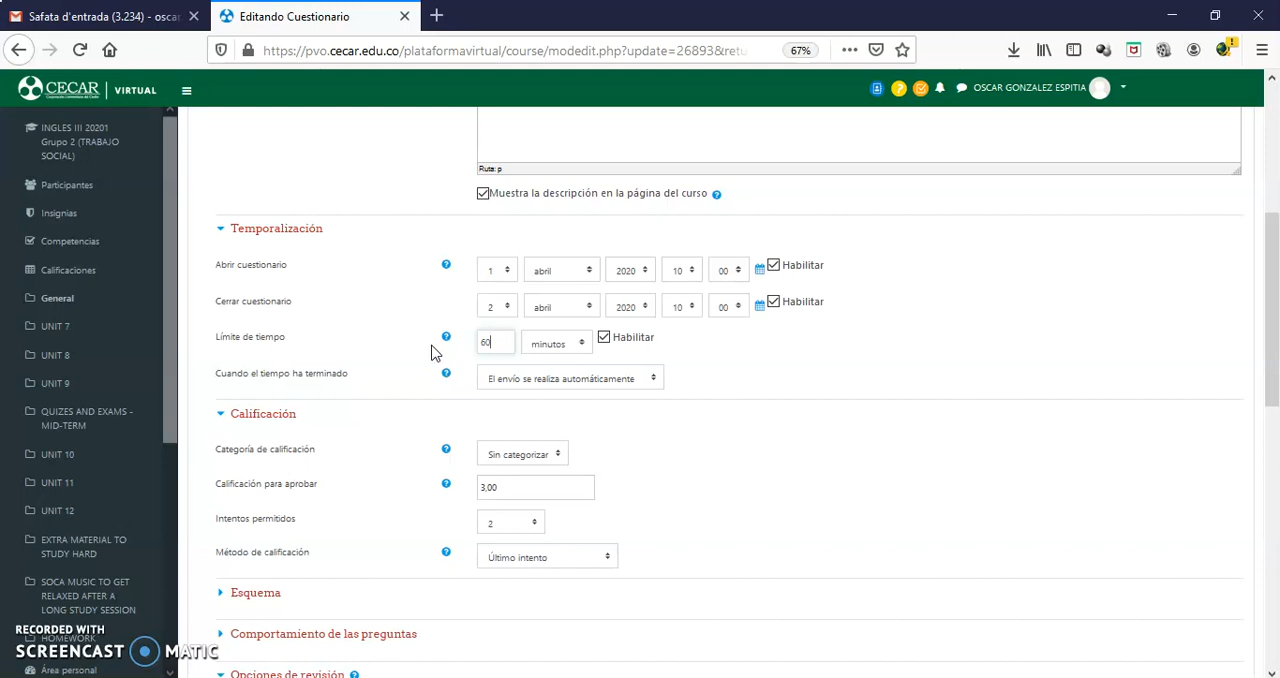 Safata d'entrada (3.234) - oscar
Editando Cuestionario
https://pvo.cecar.edu.co/plataformavirtual/course/modedit.php?update=26893&retu
67%
CECAR
VIRTUAL
OSCAR GONZALEZ ESPITIA
INGLES III 20201
Grupo 2 (TRABAJO
SOCIAL)
Participantes
Insignias
Competencias
Calificaciones
General
UNIT 7
UNIT 8
UNIT 9
QUIZES AND EXAMS -
MID-TERM
UNIT 10
UNIT 11
UNIT 12
EXTRA MATERIAL TO
STUDY HARD
SOCA MUSIC TO GET
RELAXED AFTER A
LONG STUDY SESSION
HOMEWORK
Área personal
Ruta: p
Muestra la descripción en la página del curso
Temporalización
Abrir cuestionario 1 abril 2020 10 00 Habilitar
Cerrar cuestionario 2 abril 2020 10 00 Habilitar
Límite de tiempo 60 minutos Habilitar
Cuando el tiempo ha terminado El envío se realiza automáticamente
Calificación
Categoría de calificación Sin categorizar
Calificación para aprobar 3,00
Intentos permitidos 2
Método de calificación Último intento
Esquema
Comportamiento de las preguntas
Opciones de revisión
RECORDED WITH
SCREENCAST MATIC